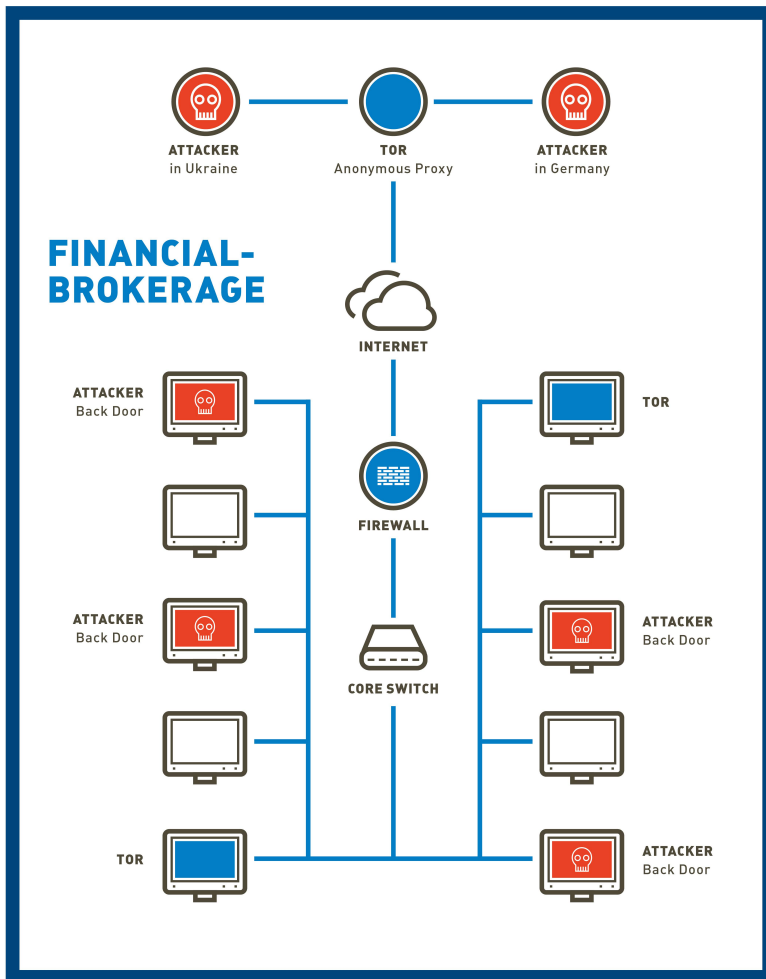 ATTACKER
in Ukraine
TOR
Anonymous Proxy
ATTACKER
in Germany
FINANCIAL-
BROKERAGE
INTERNET
ATTACKER
Back Door
TOR
FIREWALL
ATTACKER
Back Door
ATTACKER
Back Door
CORE SWITCH
TOR
ATTACKER
Back Door